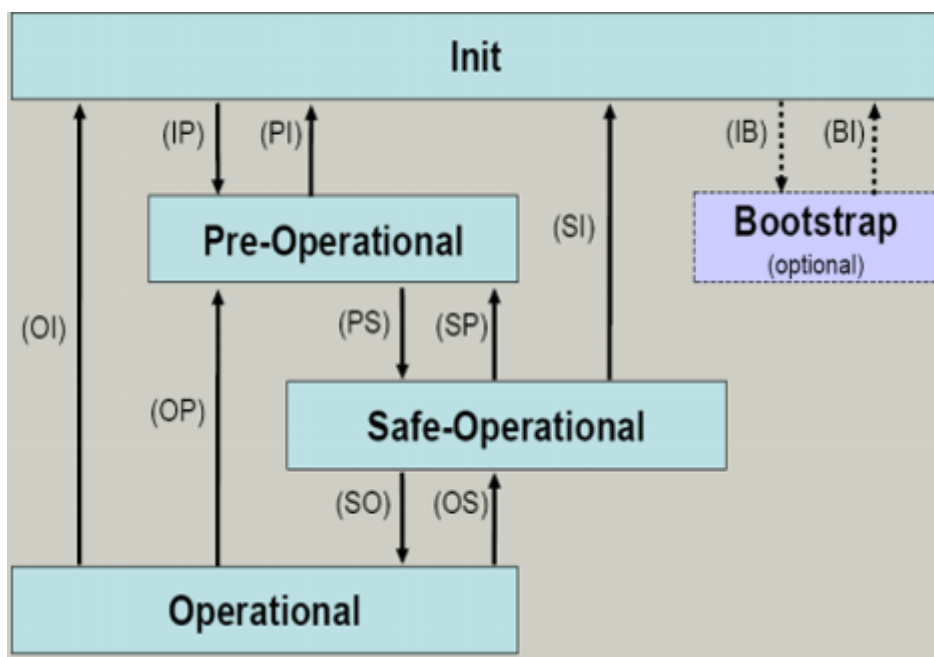 Init
(IP)
(PI)
(IB)
(BI)
Pre-Operational
(SI)
Bootstrap
(optional)
(OI)
(PS)
(SP)
(OP)
Safe-Operational
(SO)
(OS)
Operational